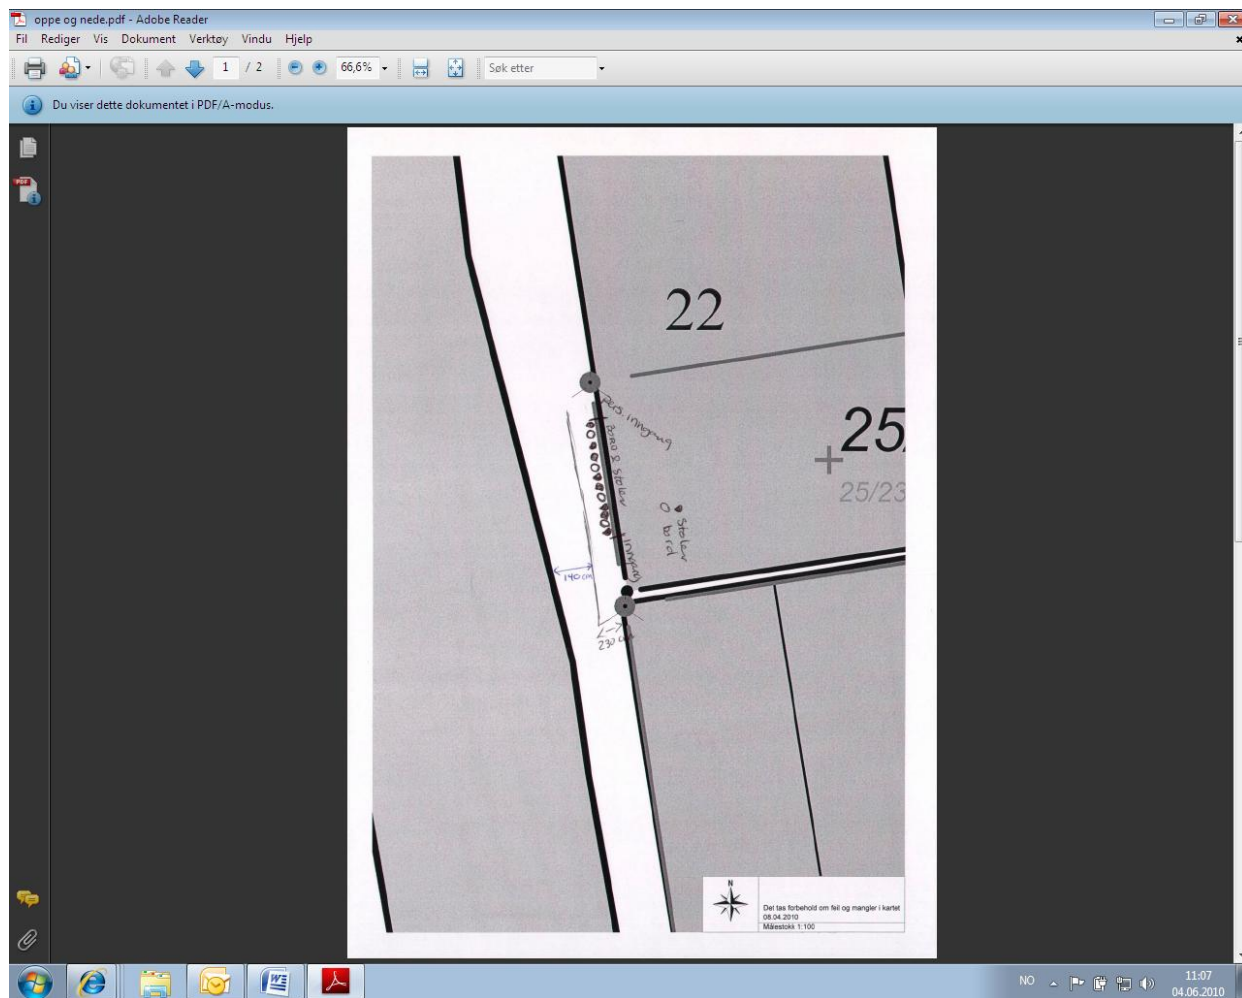 oppe og nede.pdf - Adobe Reader
Fil Rediger Vis Dokument Verktøy Vindu Hjelp
1 / 2 66,6% Søk etter
Du viser dette dokumentet i PDF/A-modus.
22
pers. inngang
Bord & Stoler
25/
25/23
Stoler
bord
Inngang
140 cm
230 cm
N
Det tas forbehold om feil og mangler i kartet
08.04.2010
Målestokk 1:100
NO 11:07
04.06.2010